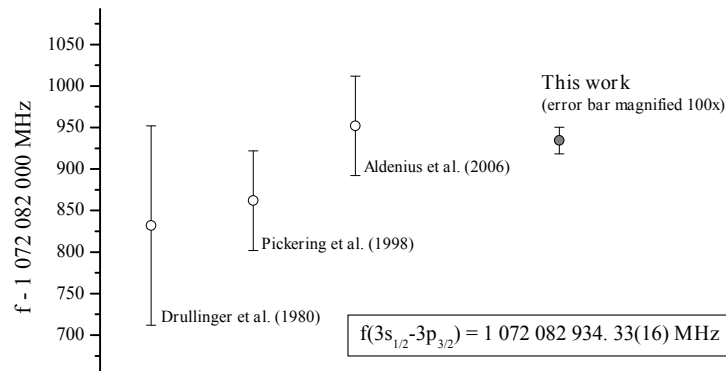 f - 1 072 082 000 MHz
1050
1000
950
900
850
800
750
700
This work
(error bar magnified 100x)
Aldenius et al. (2006)
Pickering et al. (1998)
Drullinger et al. (1980)
f(3s1/2-3p3/2) = 1 072 082 934. 33(16) MHz